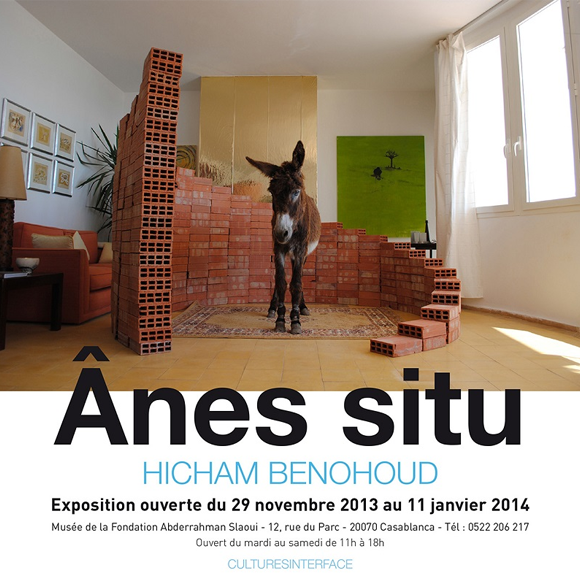 Ânes situ
HICHAM BENOHOUD
Exposition ouverte du 29 novembre 2013 au 11 janvier 2014
Musée de la Fondation Abderrahman Slaoui - 12, rue du Parc - 20070 Casablanca - Tél : 0522 206 217
Ouvert du mardi au samedi de 11h à 18h
CULTURESINTERFACE